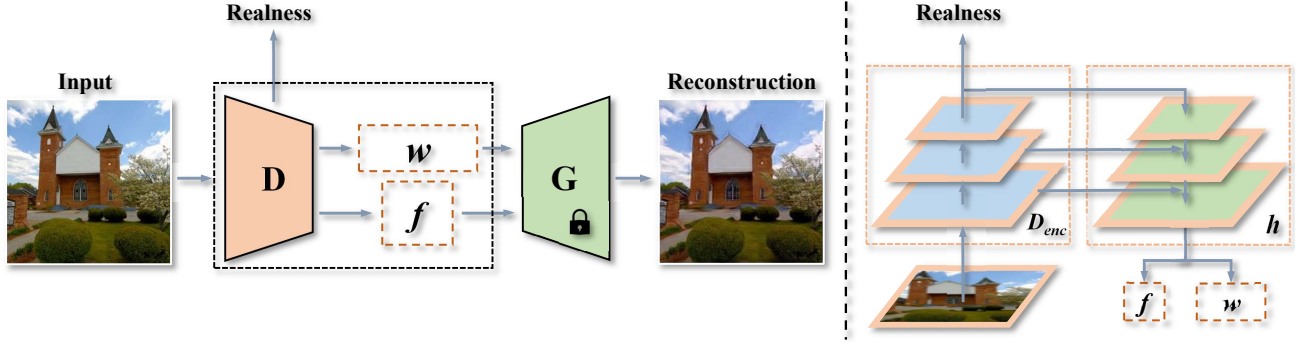 Realness
Input
D
w
f
G
Reconstruction
Realness
D_enc
h
f
w